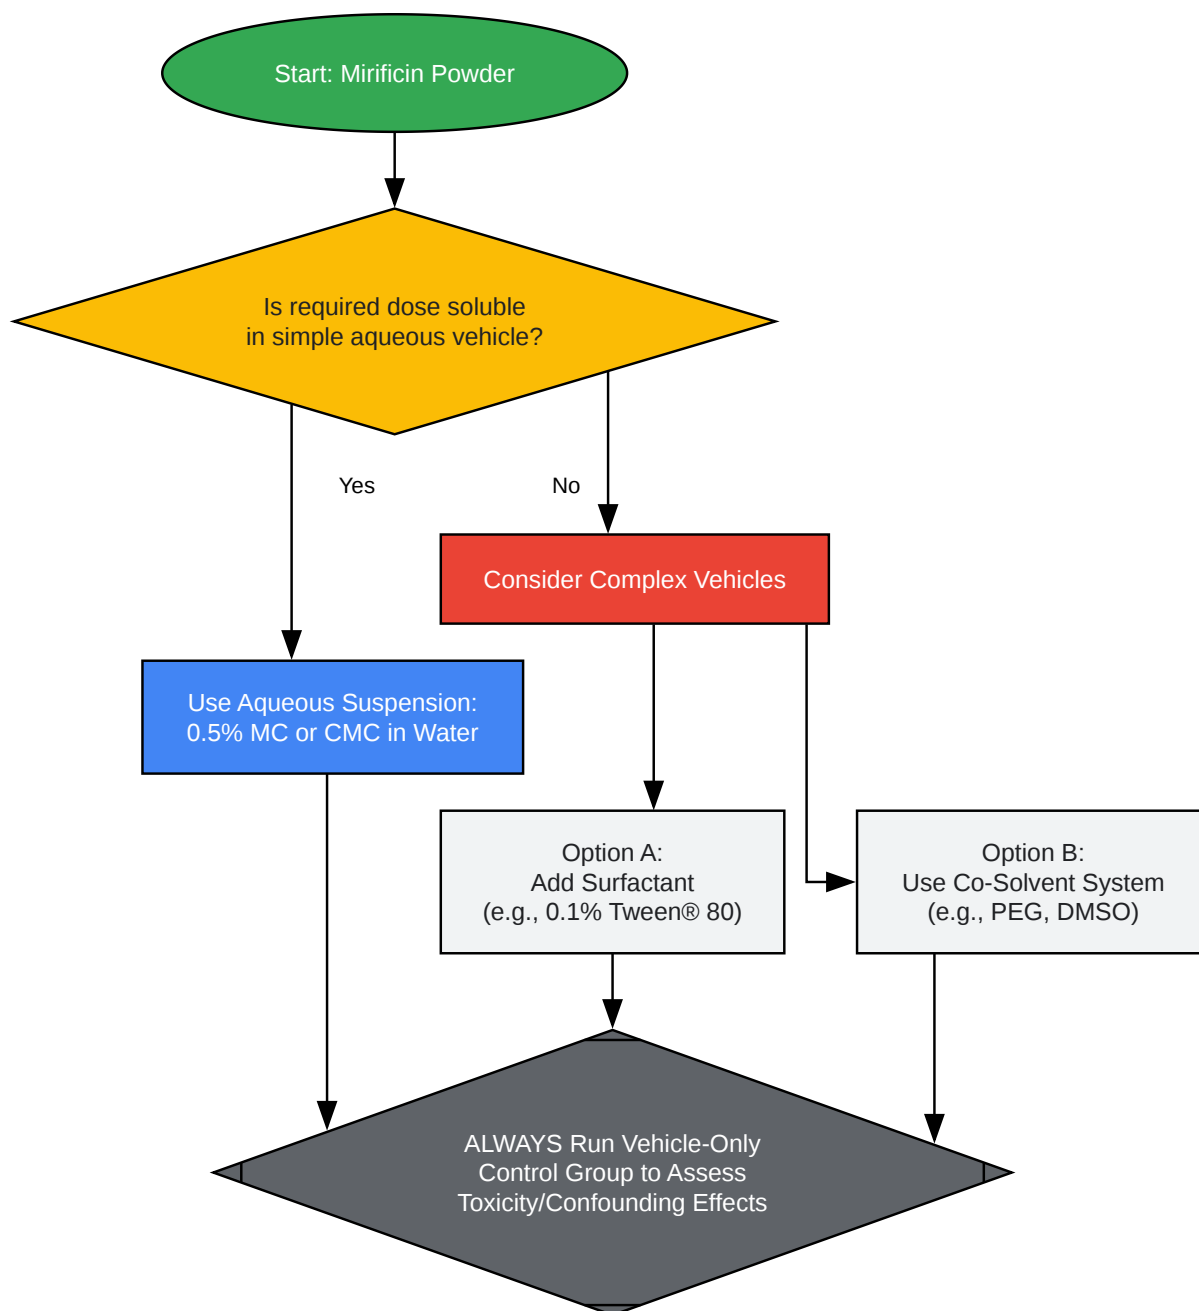 Start: Mirificin Powder
Is required dose soluble
in simple aqueous vehicle?
Yes
No
Consider Complex Vehicles
Use Aqueous Suspension:
0.5% MC or CMC in Water
Option A:
Add Surfactant
(e.g., 0.1% Tween® 80)
Option B:
Use Co-Solvent System
(e.g., PEG, DMSO)
ALWAYS Run Vehicle-Only
Control Group to Assess
Toxicity/Confounding Effects